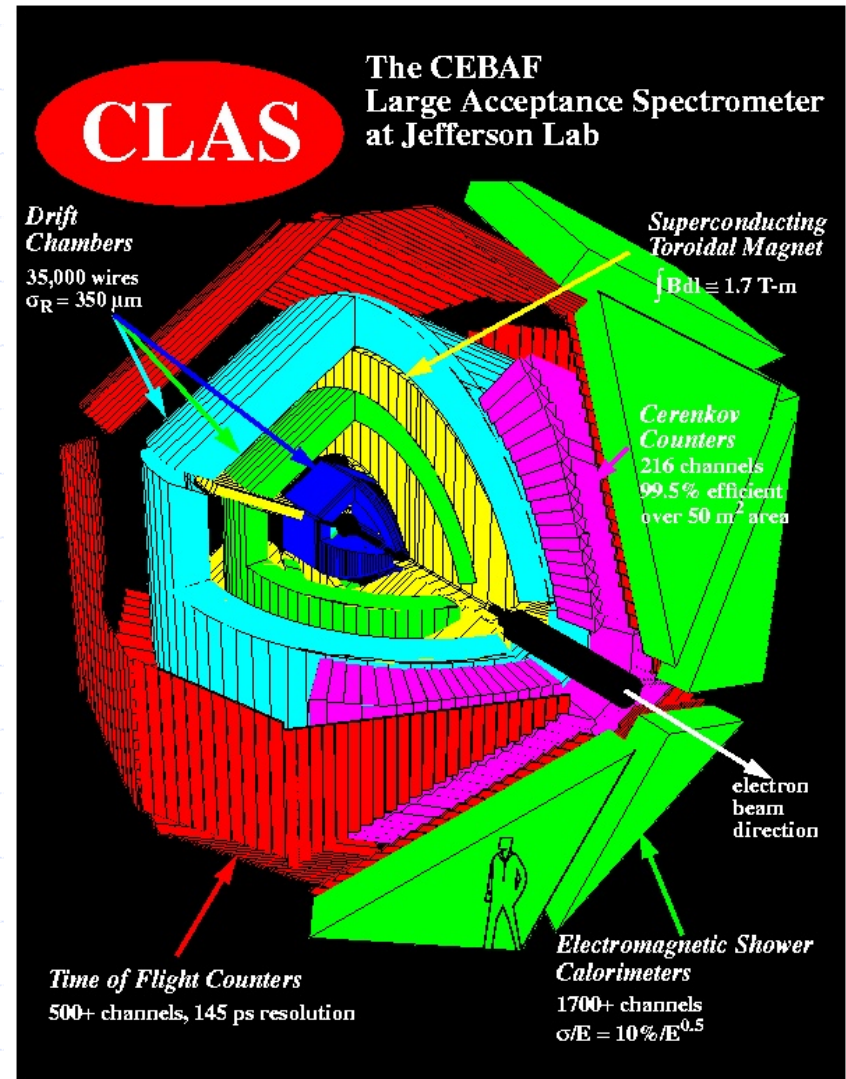 CLAS
The CEBAF
Large Acceptance Spectrometer
at Jefferson Lab
Drift
Chambers
35,000 wires
σR = 350 μm
Superconducting
Toroidal Magnet
∫Bdl ≡ 1.7 T-m
Cerenkov
Counters
216 channels
99.5% efficient
over 50 m² area
electron
beam
direction
Time of Flight Counters
500+ channels, 145 ps resolution
Electromagnetic Shower
Calorimeters
1700+ channels
σ/E = 10%/E^0.5